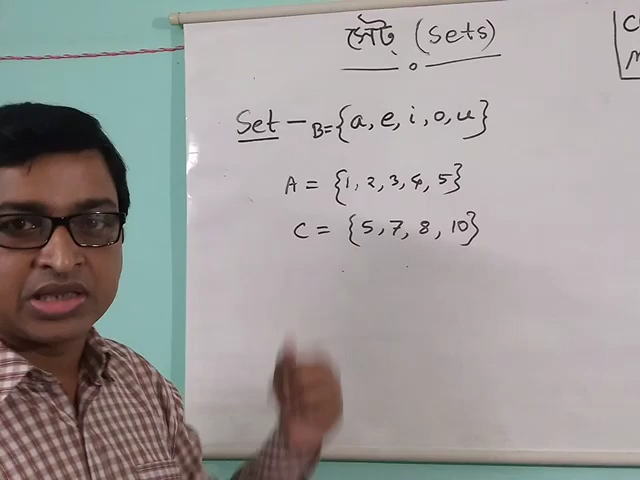 সেট্ (Sets)
Set - B = {a, e, i, o, u}
A = {1, 2, 3, 4, 5}
C = {5, 7, 8, 10}